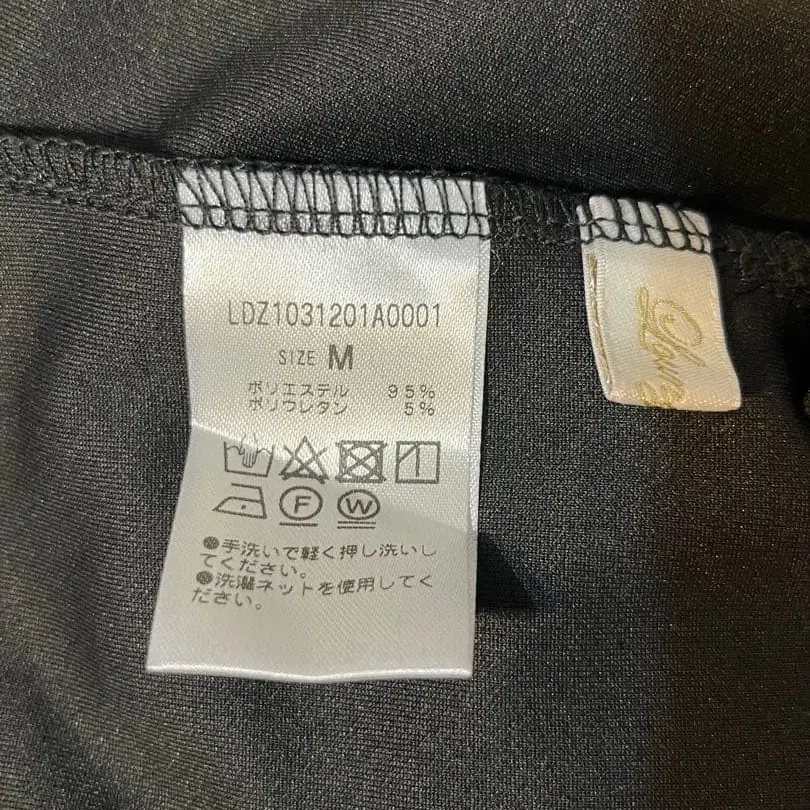 LDZ1031201A0001
SIZE M
ポリエステル 95%
ポリウレタン 5%
F
W
●手洗いで軽く押し洗いし
てください。
●洗濯ネットを使用してく
ださい。